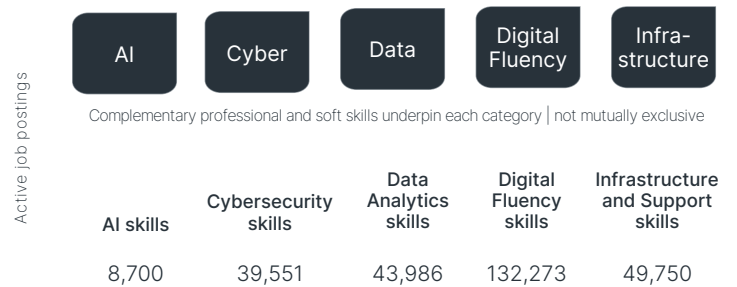 AI
Cyber
Data
Digital
Fluency
Infra-
structure
Complementary professional and soft skills underpin each category | not mutually exclusive
Active job postings
AI skills
Cybersecurity
skills
Data
Analytics
skills
Digital
Fluency
skills
Infrastructure
and Support
skills
8,700
39,551
43,986
132,273
49,750